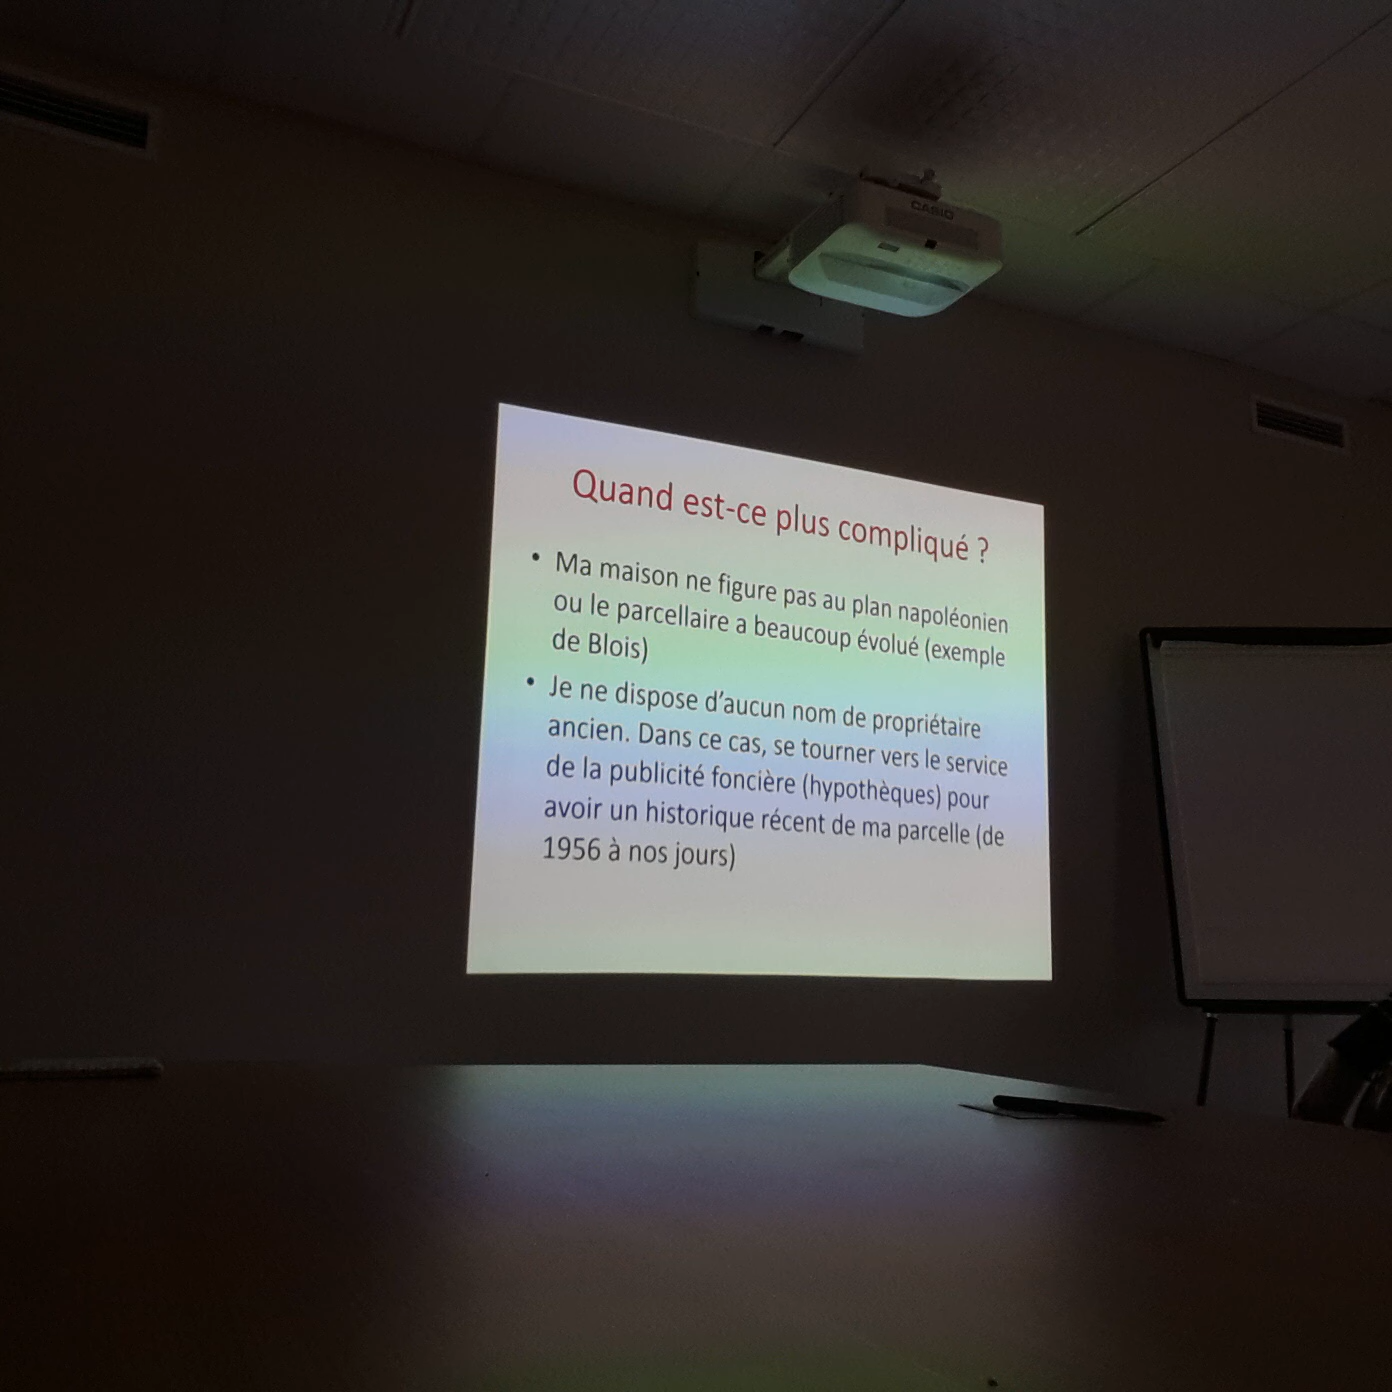 CASIO
Quand est-ce plus compliqué ?
• Ma maison ne figure pas au plan napoléonien
ou le parcellaire a beaucoup évolué (exemple
de Blois)
• Je ne dispose d’aucun nom de propriétaire
ancien. Dans ce cas, se tourner vers le service
de la publicité foncière (hypothèques) pour
avoir un historique récent de ma parcelle (de
1956 à nos jours)